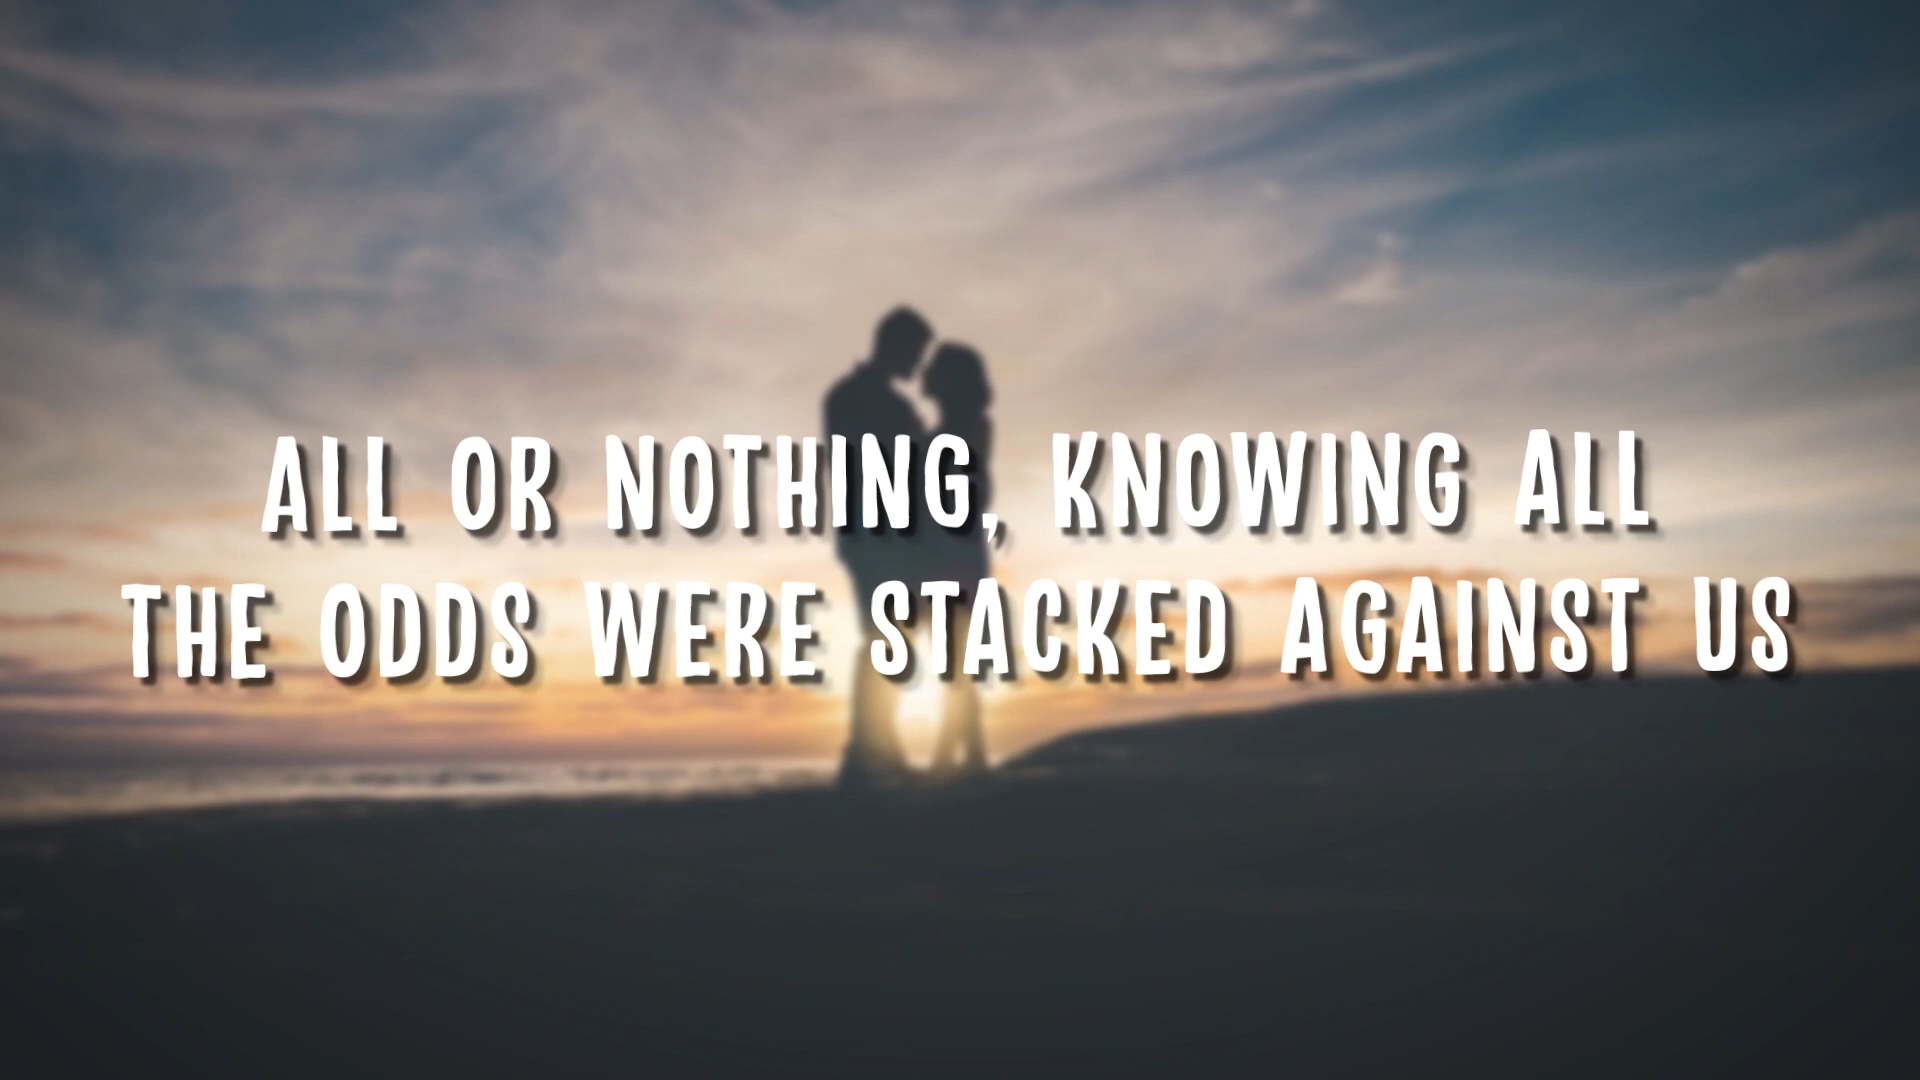 ALL OR NOTHING, KNOWING ALL
THE ODDS WERE STACKED AGAINST US